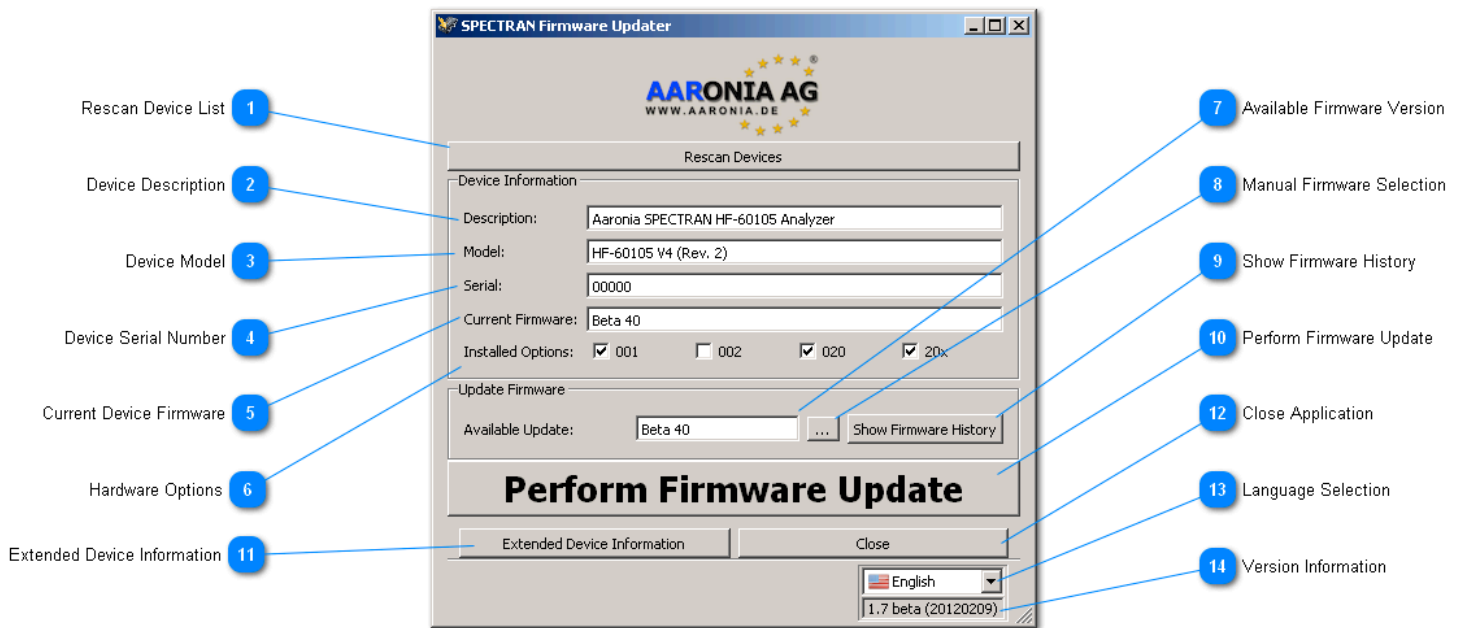 SPECTRAN Firmware Updater
AARONIA AG ®
WWW.AARONIA.DE
Rescan Devices
Device Information
Description: Aaronia SPECTRAN HF-60105 Analyzer
Model: HF-60105 V4 (Rev. 2)
Serial: 00000
Current Firmware: Beta 40
Installed Options: 001 002 020 20x
Update Firmware
Available Update: Beta 40 ... Show Firmware History
Perform Firmware Update
Extended Device Information Close
English
1.7 beta (20120209)
Rescan Device List 1
Device Description 2
Device Model 3
Device Serial Number 4
Current Device Firmware 5
Hardware Options 6
Extended Device Information 11
7 Available Firmware Version
8 Manual Firmware Selection
9 Show Firmware History
10 Perform Firmware Update
12 Close Application
13 Language Selection
14 Version Information